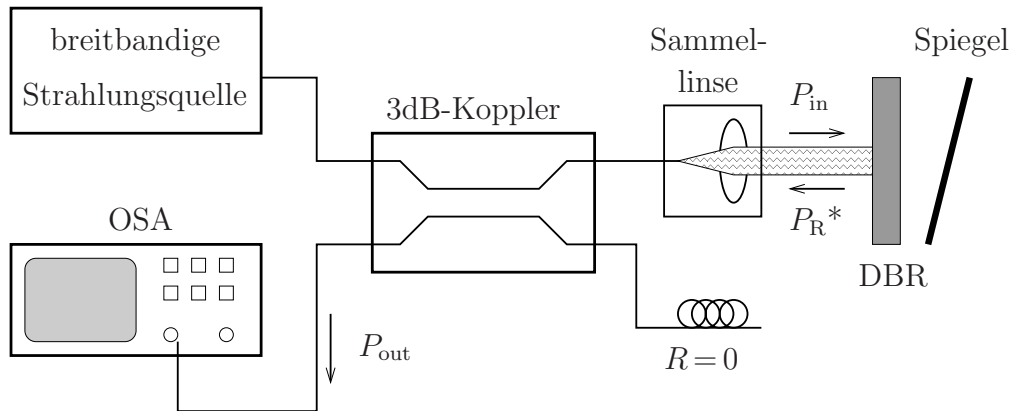 breitbandige
Strahlungsquelle
3dB-Koppler
Sammel-
linse
Spiegel
P_in
P_R*
DBR
OSA
P_out
R=0